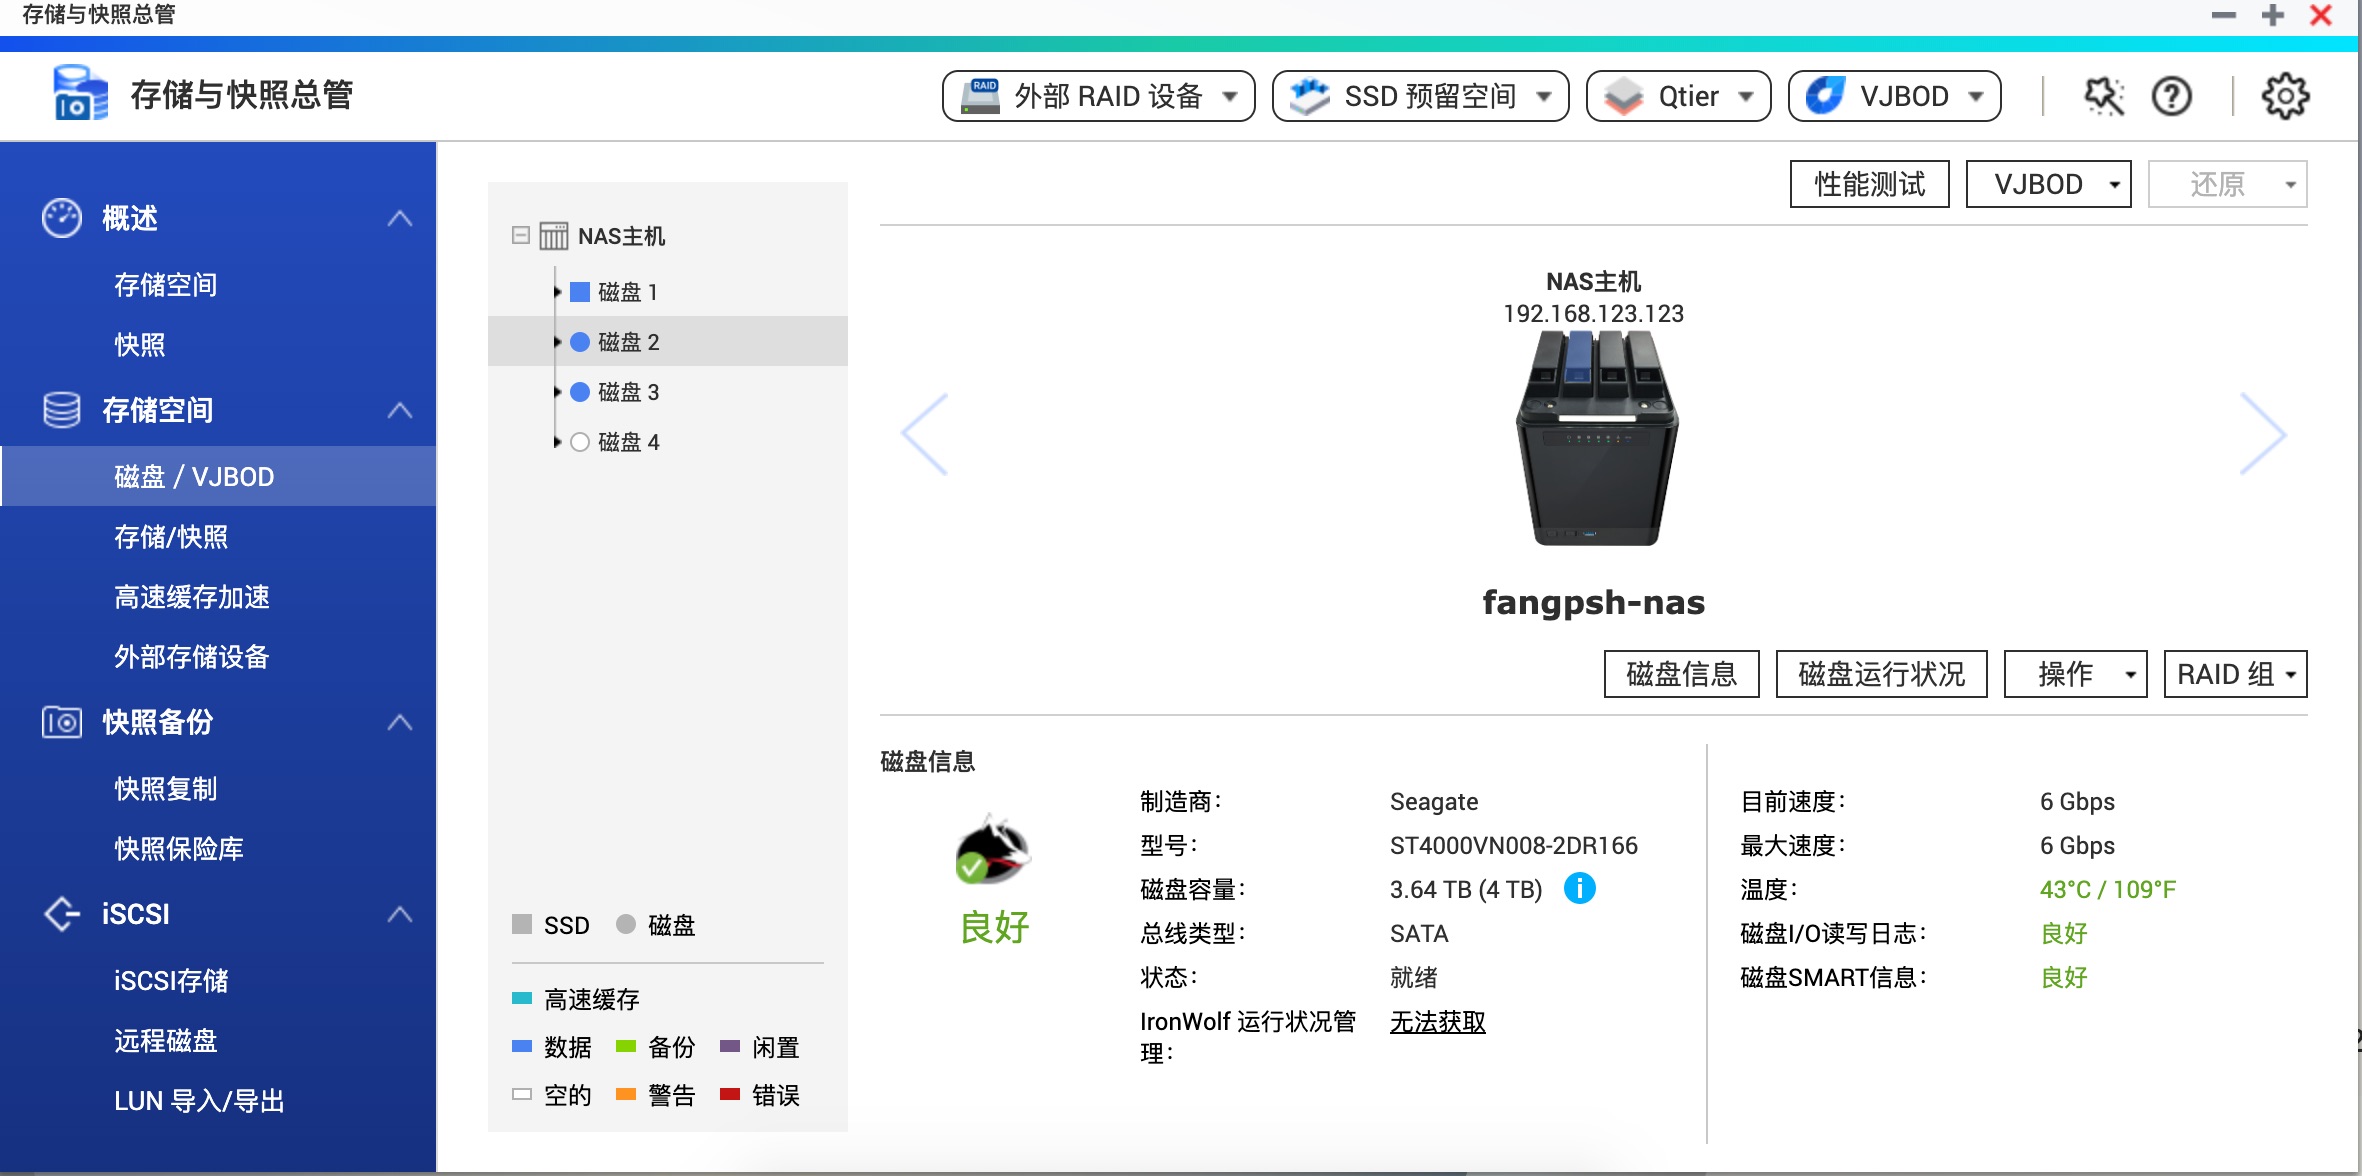 存储与快照总管
存储与快照总管
外部 RAID 设备
SSD 预留空间
Qtier
VJBOD
概述
存储空间
快照
存储空间
磁盘 / VJBOD
存储/快照
高速缓存加速
外部存储设备
快照备份
快照复制
快照保险库
iSCSI
iSCSI存储
远程磁盘
LUN 导入/导出
NAS主机
磁盘 1
磁盘 2
磁盘 3
磁盘 4
SSD 磁盘
高速缓存
数据 备份 闲置
空的 警告 错误
性能测试 VJBOD 还原
NAS主机
192.168.123.123
fangpsh-nas
磁盘信息 磁盘运行状况 操作 RAID 组
磁盘信息
良好
制造商： Seagate
型号： ST4000VN008-2DR166
磁盘容量： 3.64 TB (4 TB)
总线类型： SATA
状态： 就绪
IronWolf 运行状况管理： 无法获取
目前速度： 6 Gbps
最大速度： 6 Gbps
温度： 43°C / 109°F
磁盘I/O读写日志： 良好
磁盘SMART信息： 良好